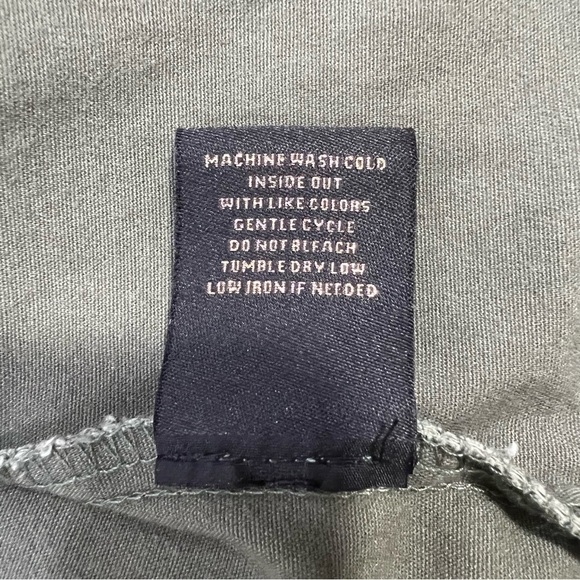 MACHINE WASH COLD
INSIDE OUT
WITH LIKE COLORS
GENTLE CYCLE
DO NOT BLEACH
TUMBLE DRY LOW
LOW IRON IF NEEDED